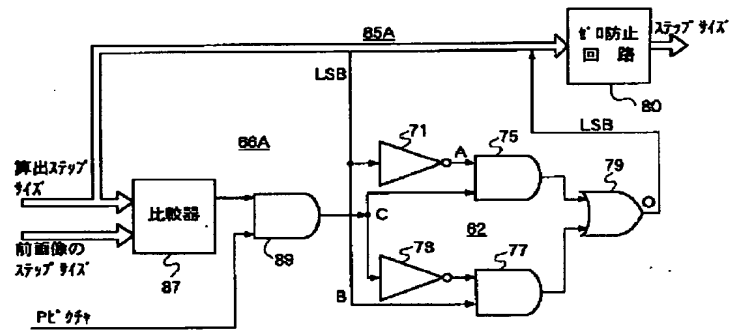 85A
ｾﾞﾛ防止
回 路
ｽﾃｯﾌﾟ ｻｲｽﾞ
80
LSB
66A
71
A
75
LSB
79
算出ｽﾃｯﾌﾟ
ｻｲｽﾞ
比較器
C
62
O
前画像の
ｽﾃｯﾌﾟ ｻｲｽﾞ
87
89
78
77
B
Pﾋﾟｸﾁｬ